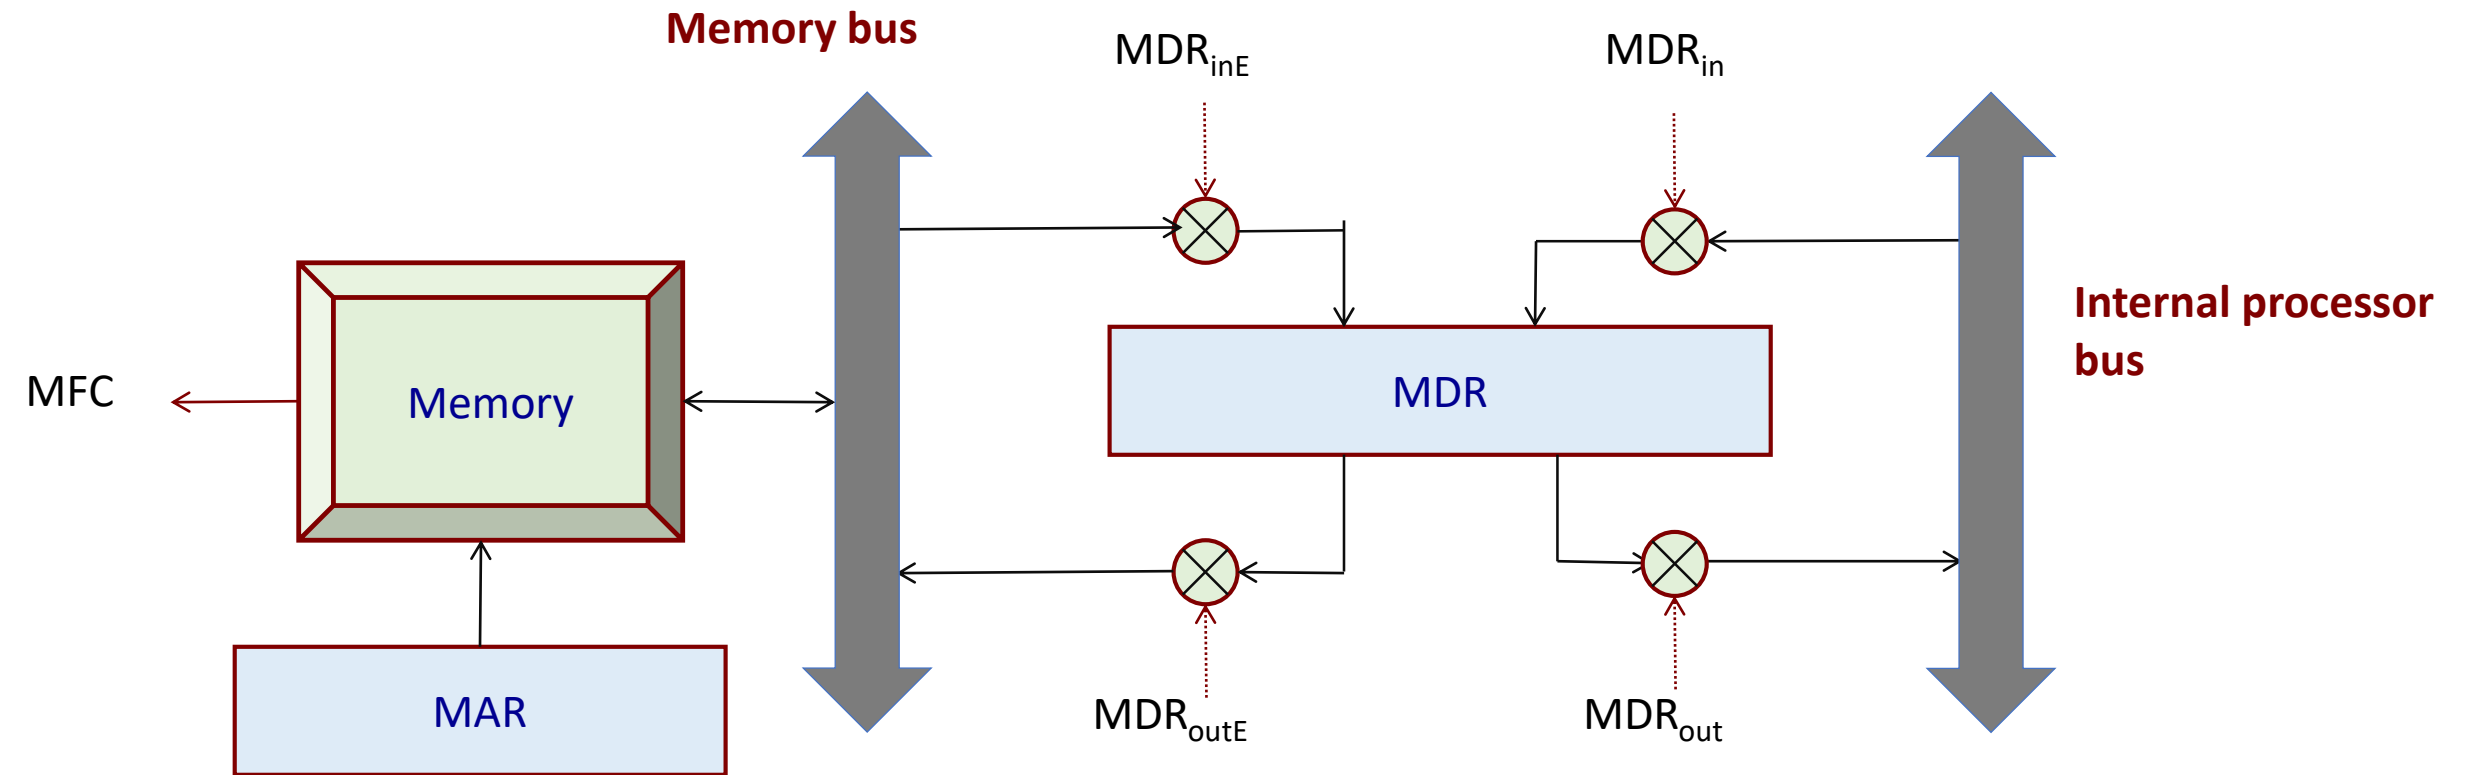 Memory bus
MDRinE
MDRin
Internal processor
bus
MFC
Memory
MDR
MAR
MDRoutE
MDRout